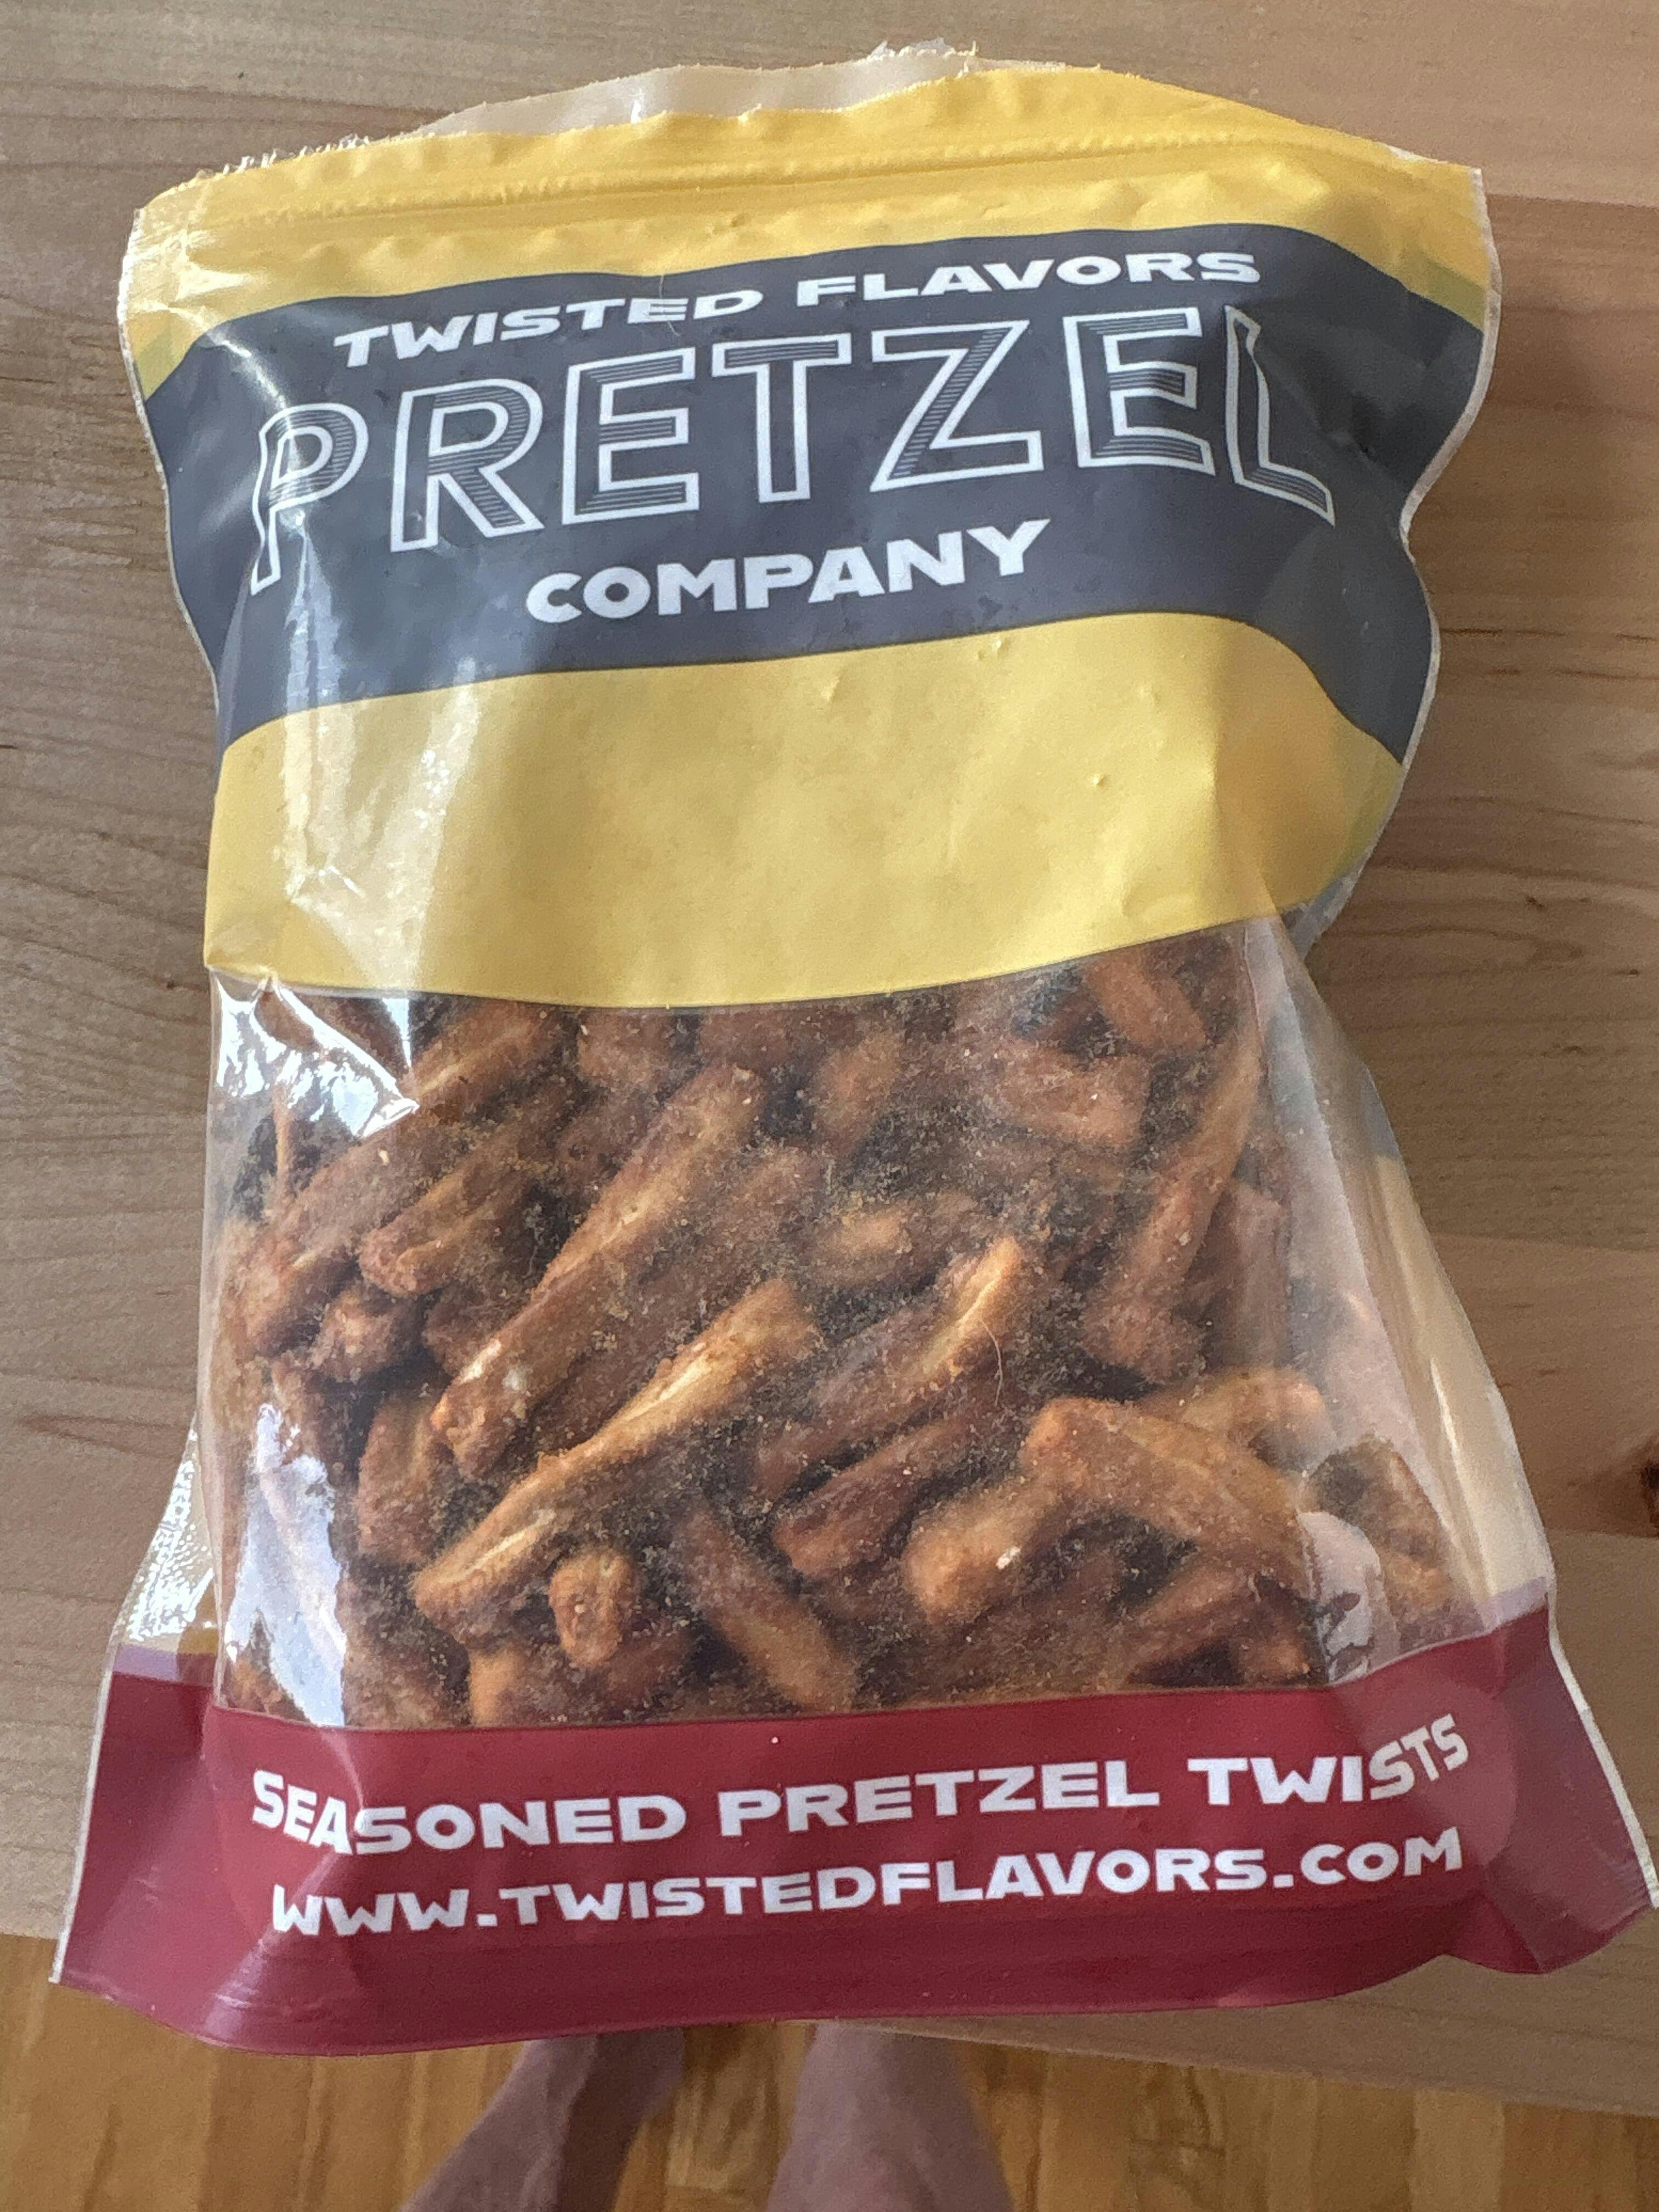 TWISTED FLAVORS
PRETZEL
COMPANY
SEASONED PRETZEL TWISTS
WWW.TWISTEDFLAVORS.COM